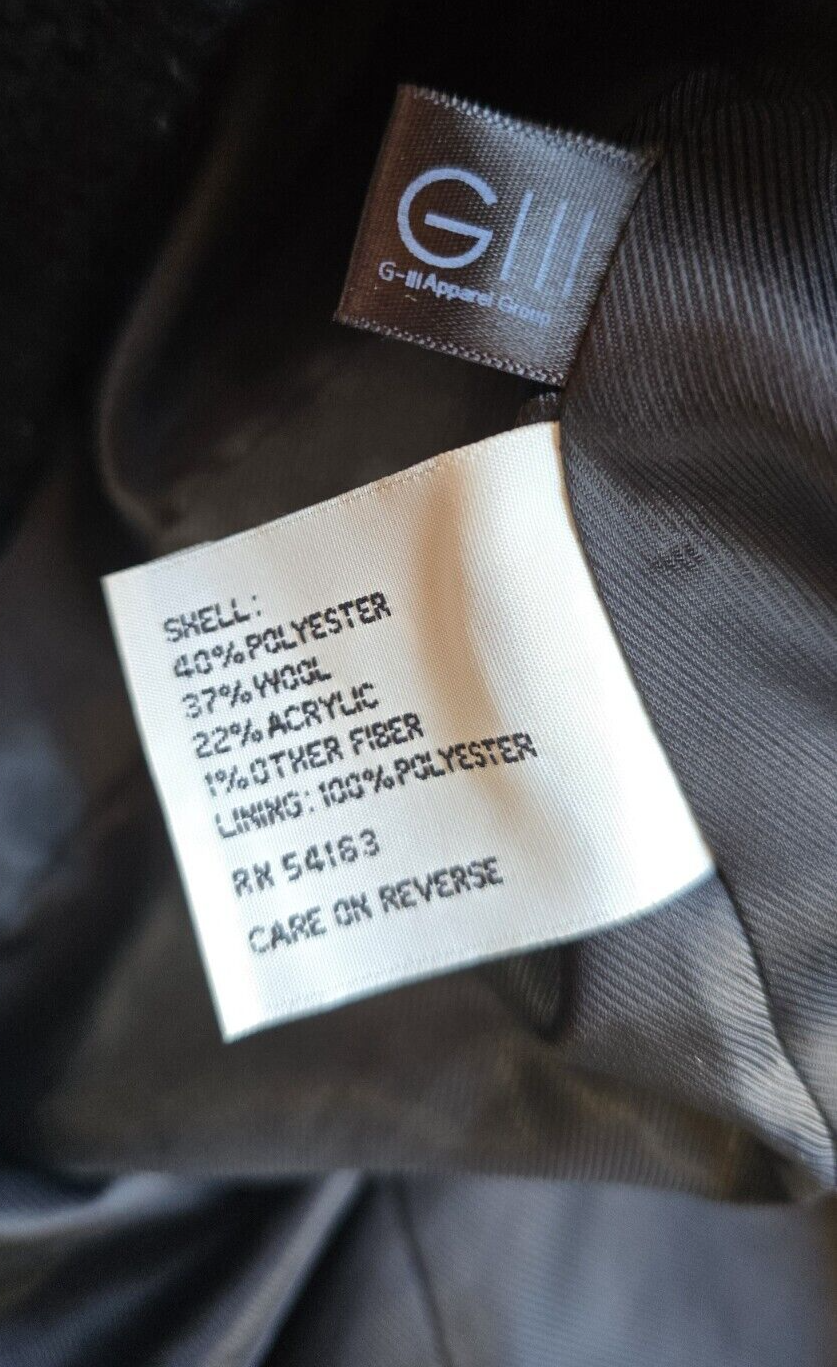 GIII
G-III Apparel Group
SHELL:
40% POLYESTER
37% WOOL
22% ACRYLIC
1% OTHER FIBER
LINING: 100% POLYESTER
RN 54163
CARE ON REVERSE